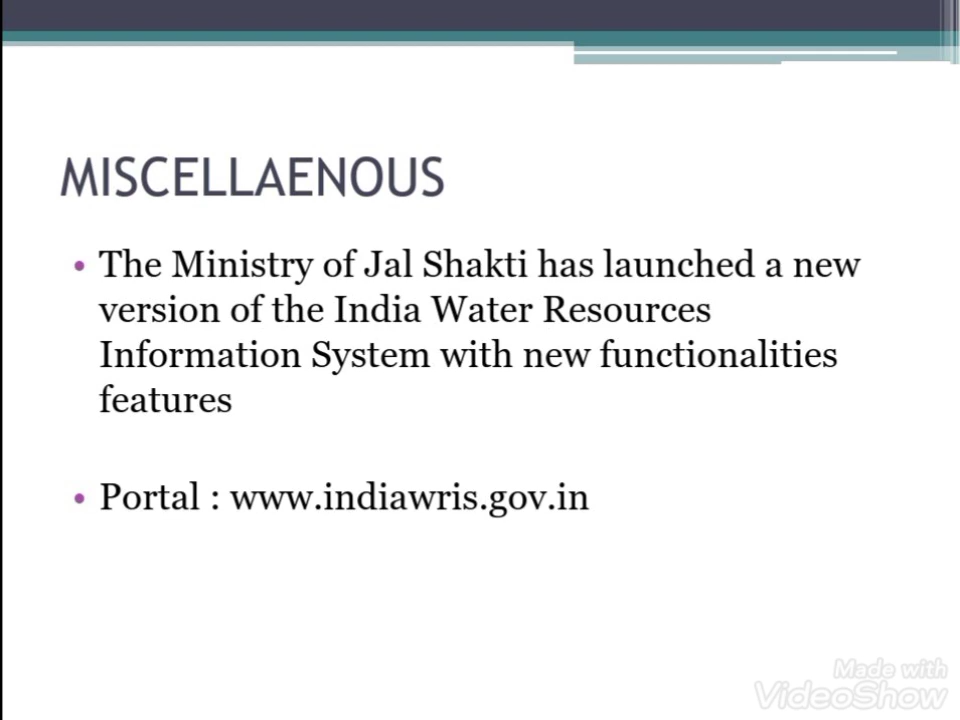 MISCELLAENOUS
• The Ministry of Jal Shakti has launched a new
version of the India Water Resources
Information System with new functionalities
features
• Portal : www.indiawris.gov.in
Made with
VideoShow